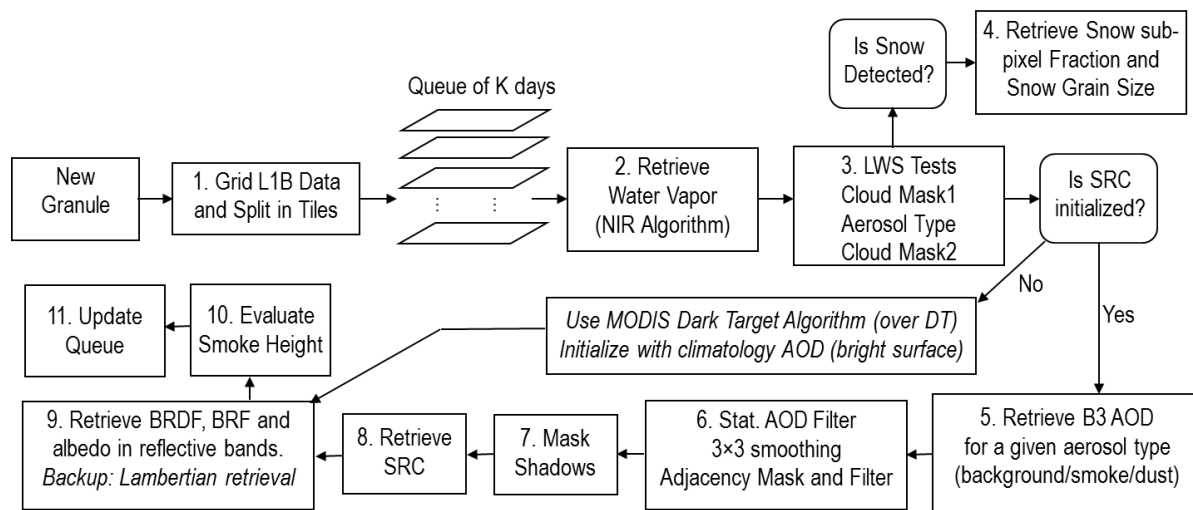 Is Snow
Detected?
4. Retrieve Snow sub-
pixel Fraction and
Snow Grain Size
Queue of K days
New
Granule
1. Grid L1B Data
and Split in Tiles
2. Retrieve
Water Vapor
(NIR Algorithm)
3. LWS Tests
Cloud Mask1
Aerosol Type
Cloud Mask2
Is SRC
initialized?
No
Yes
Use MODIS Dark Target Algorithm (over DT)
Initialize with climatology AOD (bright surface)
11. Update
Queue
10. Evaluate
Smoke Height
9. Retrieve BRDF, BRF and
albedo in reflective bands.
Backup: Lambertian retrieval
8. Retrieve
SRC
7. Mask
Shadows
6. Stat. AOD Filter
3×3 smoothing
Adjacency Mask and Filter
5. Retrieve B3 AOD
for a given aerosol type
(background/smoke/dust)